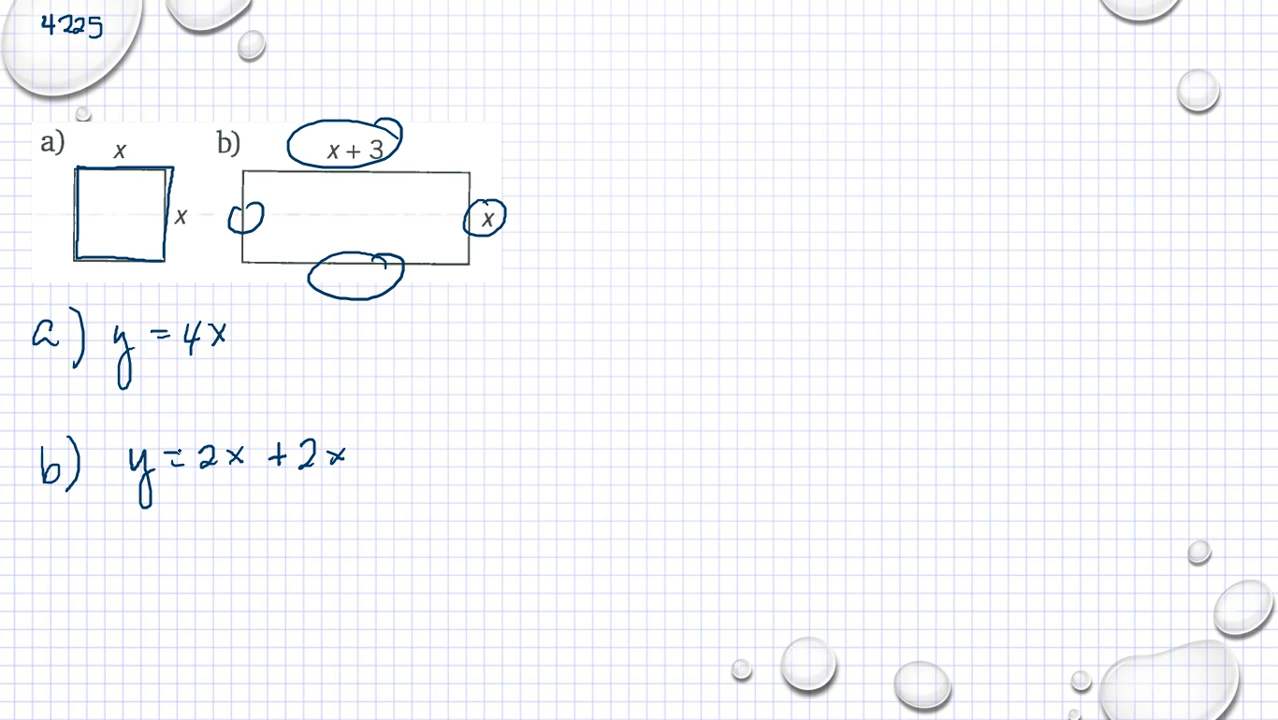 4225
a) x b) x + 3
x x
a) y = 4x
b) y = 2x + 2x